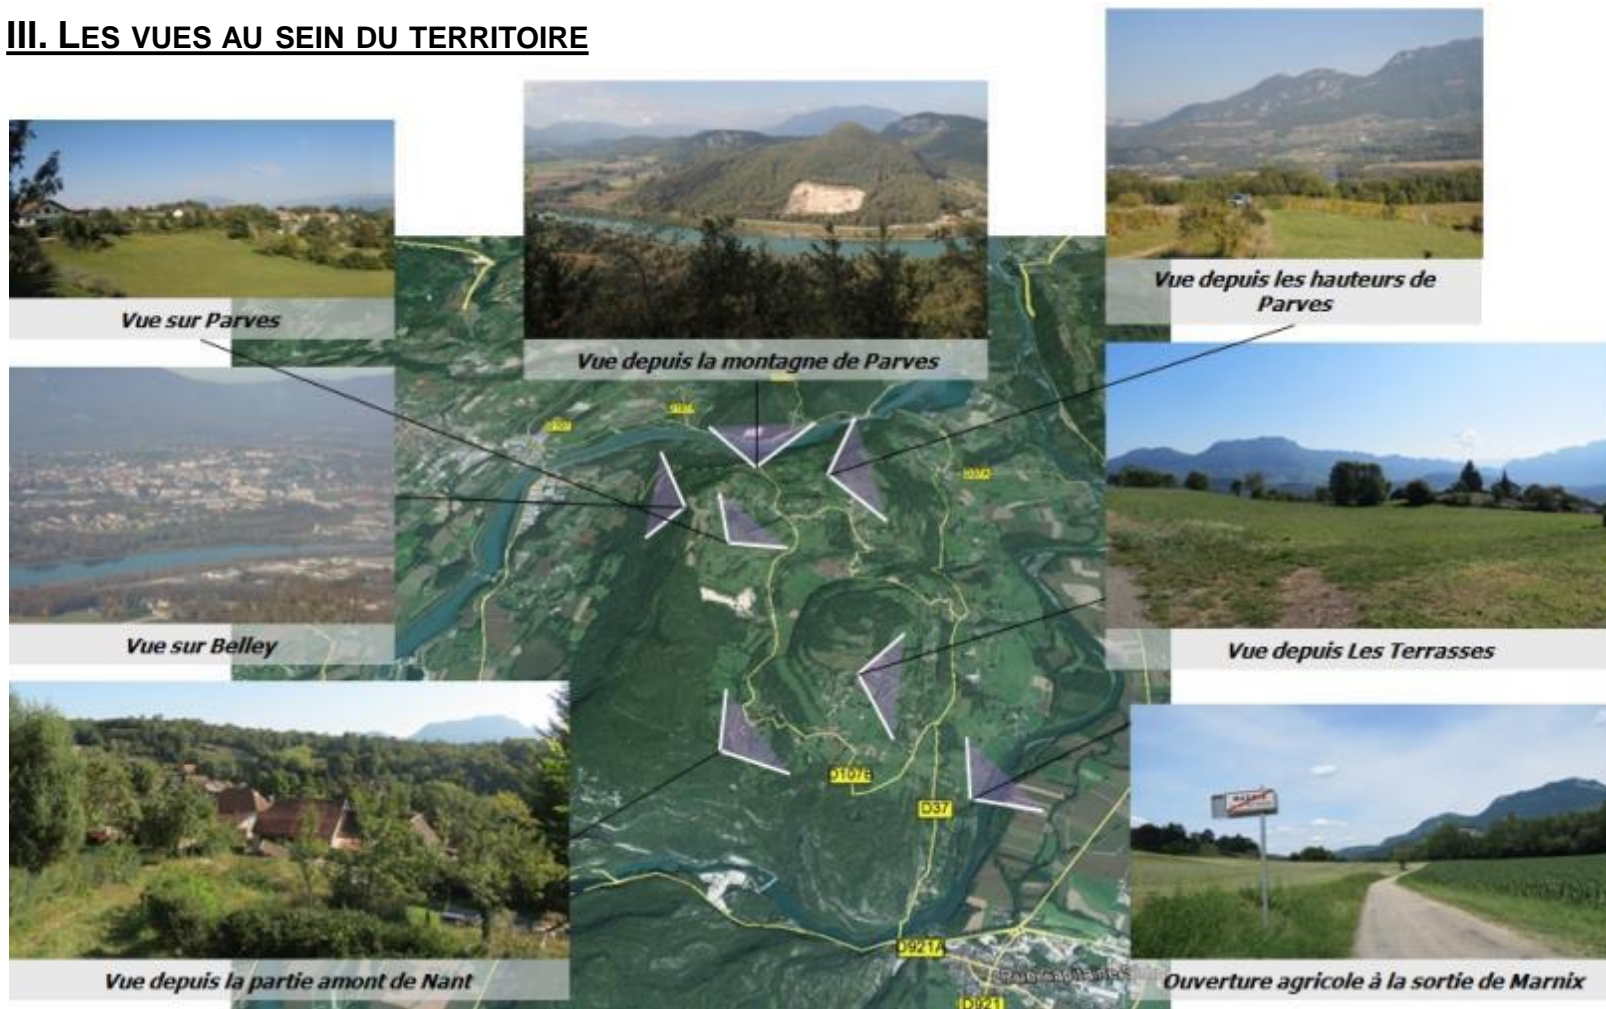 III. LES VUES AU SEIN DU TERRITOIRE
Vue sur Parves
Vue depuis la montagne de Parves
Vue depuis les hauteurs de
Parves
Vue sur Belley
Vue depuis Les Terrasses
MARNIX
D107B
D37
D921A
D921
Vue depuis la partie amont de Nant
Ouverture agricole à la sortie de Marnix